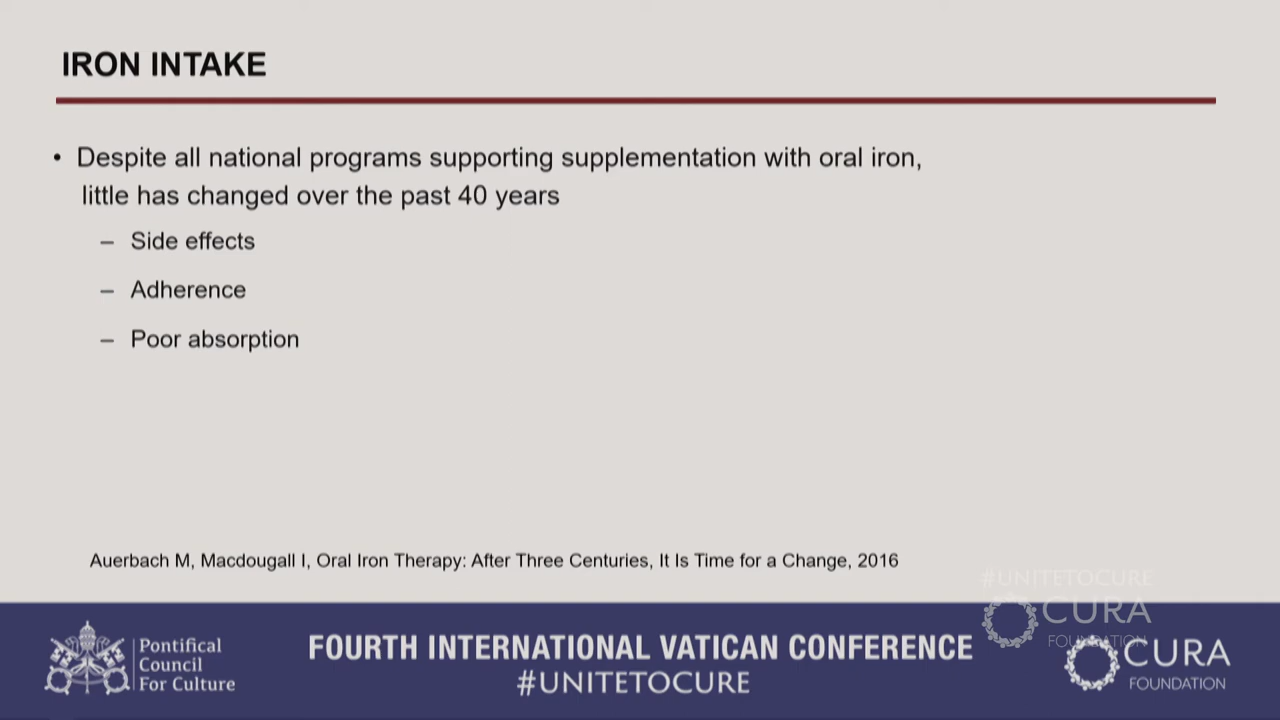 IRON INTAKE
• Despite all national programs supporting supplementation with oral iron,
little has changed over the past 40 years
– Side effects
– Adherence
– Poor absorption
Auerbach M, Macdougall I, Oral Iron Therapy: After Three Centuries, It Is Time for a Change, 2016
#UNITETOCURE
CURA
FOUNDATION
Pontifical
Council
For Culture
FOURTH INTERNATIONAL VATICAN CONFERENCE
#UNITETOCURE
CURA
FOUNDATION